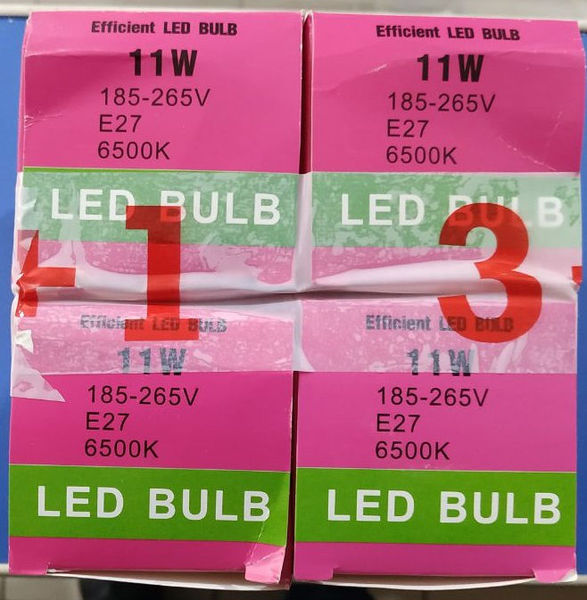 Efficient LED BULB
11W
185-265V
E27
6500K
LED BULB
Efficient LED BULB
11W
185-265V
E27
6500K
LED BULB
+1
3
Efficient LED BULB
11W
185-265V
E27
6500K
LED BULB
Efficient LED BULB
11W
185-265V
E27
6500K
LED BULB